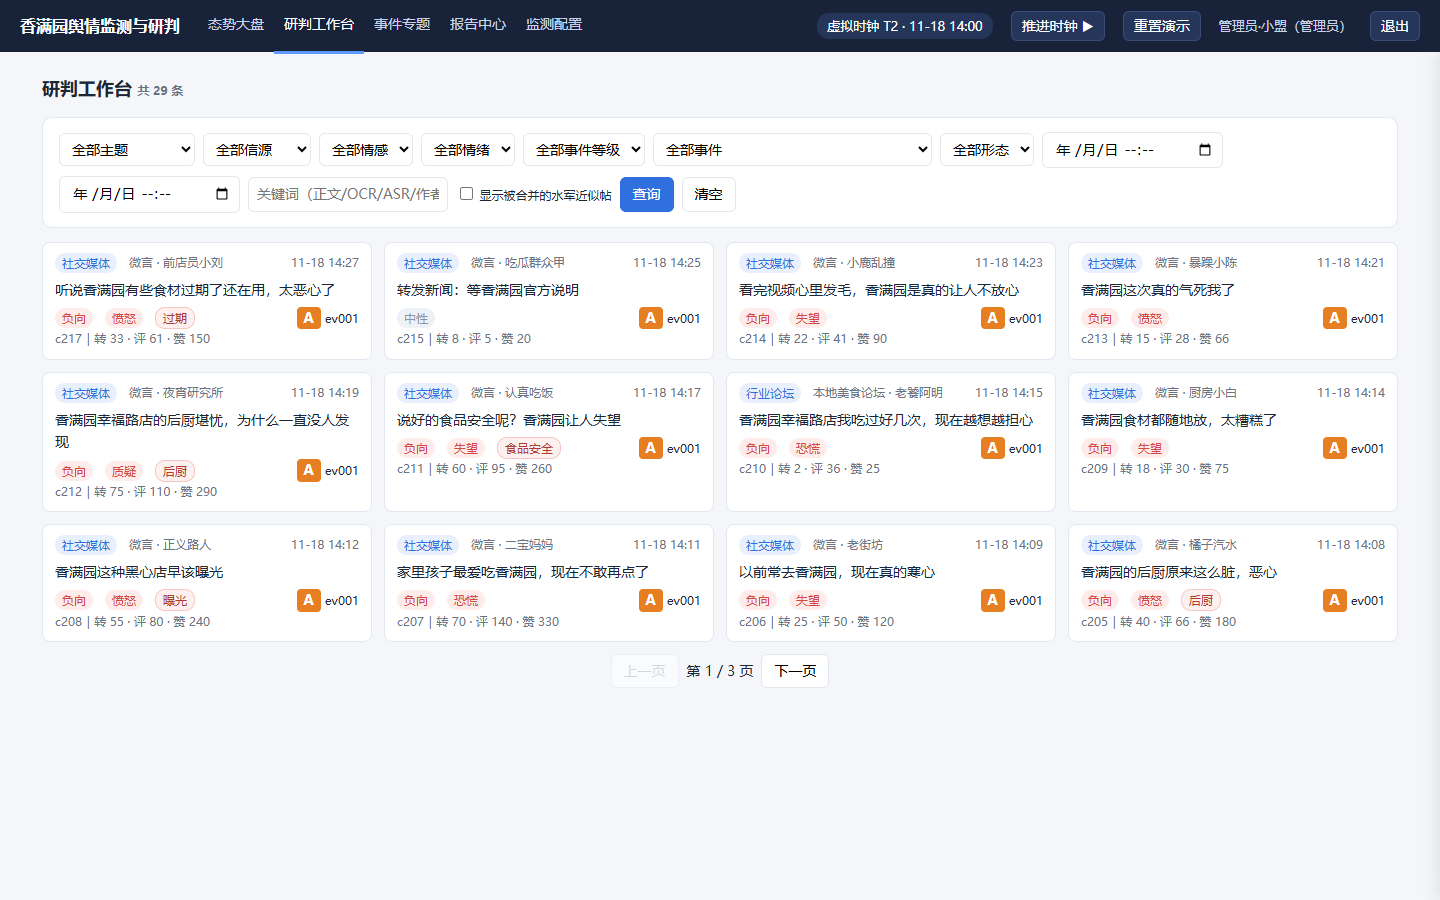 香满园舆情监测与研判 态势大盘 研判工作台 事件专题 报告中心 监测配置 虚拟时钟 T2 · 11-18 14:00 推进时钟 ▶ 重置演示 管理员·小盟（管理员） 退出
研判工作台 共 29 条
全部主题 全部信源 全部情感 全部情绪 全部事件等级 全部事件 全部形态 年 /月/日 --:--
年 /月/日 --:-- 关键词（正文/OCR/ASR/作者 显示被合并的水军近似帖 查询 清空
社交媒体 微言 · 前店员小刘 11-18 14:27
听说香满园有些食材过期了还在用，太恶心了
负向 愤怒 过期 A ev001
c217 | 转 33 · 评 61 · 赞 150
社交媒体 微言 · 吃瓜群众甲 11-18 14:25
转发新闻：等香满园官方说明
中性 A ev001
c215 | 转 8 · 评 5 · 赞 20
社交媒体 微言 · 小鹿乱撞 11-18 14:23
看完视频心里发毛，香满园是真的让人不放心
负向 失望 A ev001
c214 | 转 22 · 评 41 · 赞 90
社交媒体 微言 · 暴躁小陈 11-18 14:21
香满园这次真的气死我了
负向 愤怒 A ev001
c213 | 转 15 · 评 28 · 赞 66
社交媒体 微言 · 夜宵研究所 11-18 14:19
香满园幸福路店的后厨堪忧，为什么一直没人发
现
负向 质疑 后厨 A ev001
c212 | 转 75 · 评 110 · 赞 290
社交媒体 微言 · 认真吃饭 11-18 14:17
说好的食品安全呢？香满园让人失望
负向 失望 食品安全 A ev001
c211 | 转 60 · 评 95 · 赞 260
行业论坛 本地美食论坛 · 老饕阿明 11-18 14:15
香满园幸福路店我吃过好几次，现在越想越担心
负向 恐慌 A ev001
c210 | 转 2 · 评 36 · 赞 25
社交媒体 微言 · 厨房小白 11-18 14:14
香满园食材都随地放，太糟糕了
负向 失望 A ev001
c209 | 转 18 · 评 30 · 赞 75
社交媒体 微言 · 正义路人 11-18 14:12
香满园这种黑心店早该曝光
负向 愤怒 曝光 A ev001
c208 | 转 55 · 评 80 · 赞 240
社交媒体 微言 · 二宝妈妈 11-18 14:11
家里孩子最爱吃香满园，现在不敢再点了
负向 恐慌 A ev001
c207 | 转 70 · 评 140 · 赞 330
社交媒体 微言 · 老街坊 11-18 14:09
以前常去香满园，现在真的寒心
负向 失望 A ev001
c206 | 转 25 · 评 50 · 赞 120
社交媒体 微言 · 橘子汽水 11-18 14:08
香满园的后厨原来这么脏，恶心
负向 愤怒 后厨 A ev001
c205 | 转 40 · 评 66 · 赞 180
上一页 第 1 / 3 页 下一页